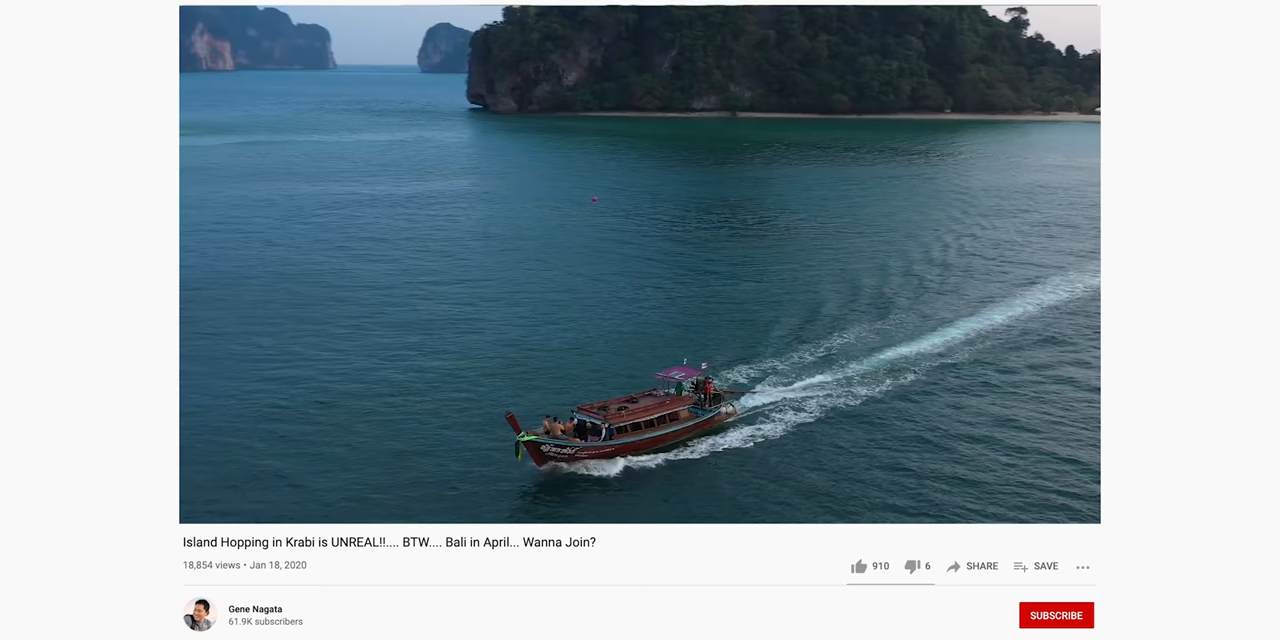 Island Hopping in Krabi is UNREAL!!.... BTW.... Bali in April... Wanna Join?
18,854 views • Jan 18, 2020
910 6 SHARE SAVE
Gene Nagata
61.9K subscribers
SUBSCRIBE